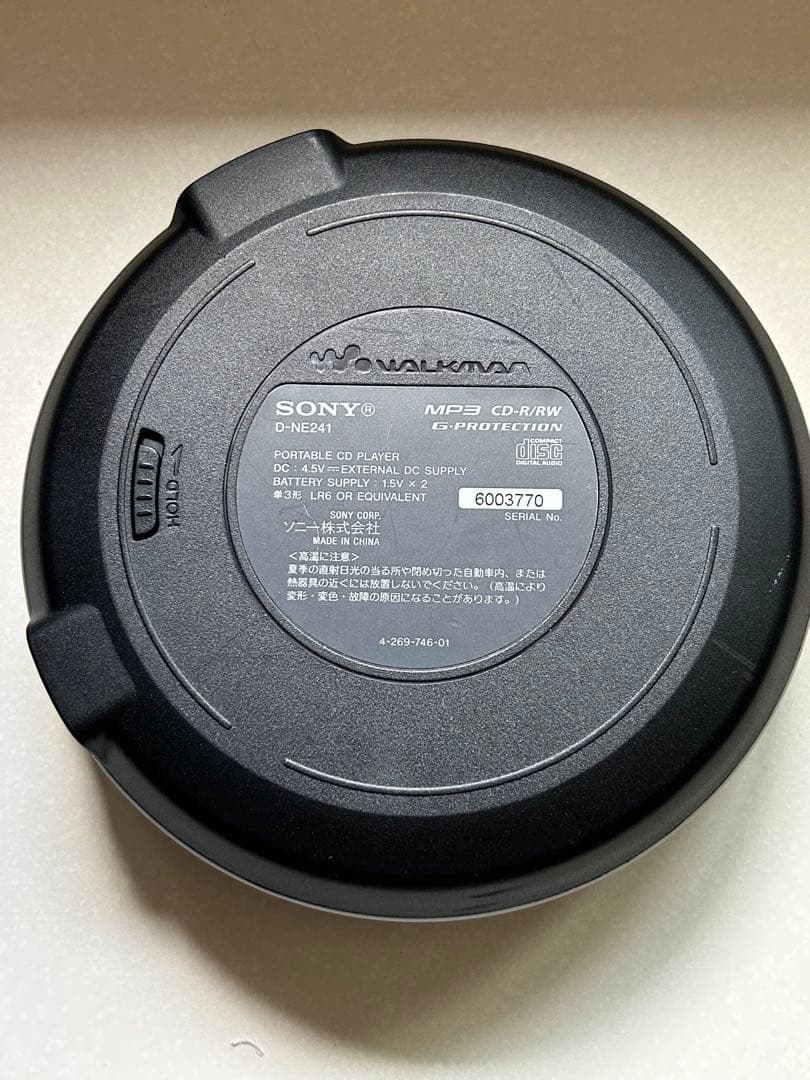 WALKMAN
SONY® MP3 CD-R/RW
D-NE241 G-PROTECTION
COMPACT
disc
DIGITAL AUDIO
PORTABLE CD PLAYER
DC : 4.5V⎓EXTERNAL DC SUPPLY
BATTERY SUPPLY : 1.5V × 2
単3形 LR6 OR EQUIVALENT
6003770
SERIAL No.
SONY CORP.
ソニー株式会社
MADE IN CHINA
<高温に注意>
夏季の直射日光の当る所や閉め切った自動車内、または
熱器具の近くには放置しないでください。(高温により
変形・変色・故障の原因になることがあります。)
4-269-746-01
HOLD